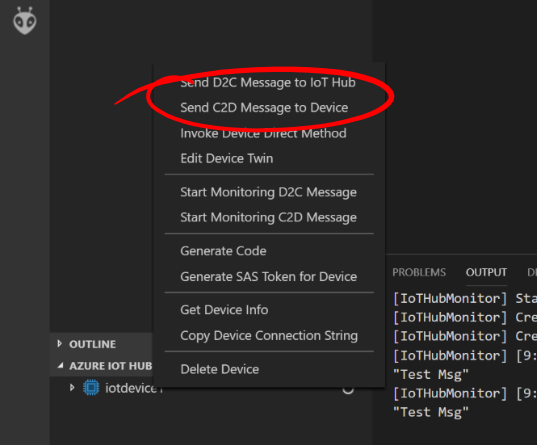 Send D2C Message to IoT Hub
Send C2D Message to Device
Invoke Device Direct Method
Edit Device Twin
Start Monitoring D2C Message
Start Monitoring C2D Message
Generate Code
Generate SAS Token for Device
Get Device Info
Copy Device Connection String
Delete Device
OUTLINE
AZURE IOT HUB
iotdevice1
PROBLEMS OUTPUT
[IoTHubMonitor] Sta
[IoTHubMonitor] Cre
[IoTHubMonitor] Cre
[IoTHubMonitor] [9:
"Test Msg"
[IoTHubMonitor] [9:
"Test Msg"